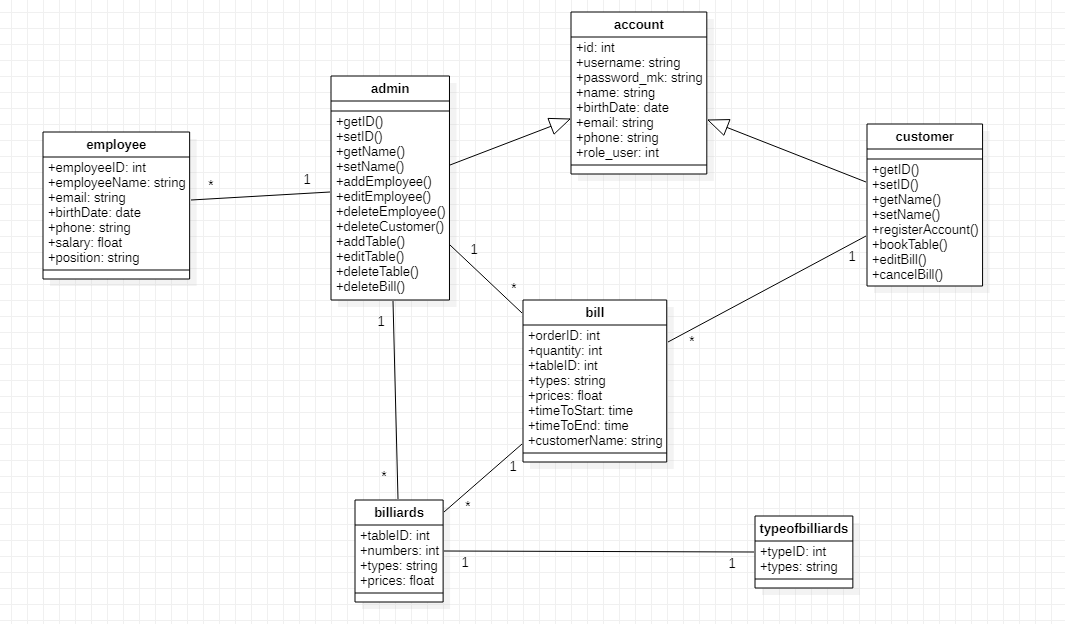 account
+id: int
+username: string
+password_mk: string
+name: string
+birthDate: date
+email: string
+phone: string
+role_user: int
admin
+getID()
+setID()
+getName()
+setName()
+addEmployee()
+editEmployee()
+deleteEmployee()
+deleteCustomer()
+addTable()
+editTable()
+deleteTable()
+deleteBill()
customer
+getID()
+setID()
+getName()
+setName()
+registerAccount()
+bookTable()
+editBill()
+cancelBill()
employee
+employeeID: int
+employeeName: string
+email: string
+birthDate: date
+phone: string
+salary: float
+position: string
*
1
1
*
1
*
1
*
bill
+orderID: int
+quantity: int
+tableID: int
+types: string
+prices: float
+timeToStart: time
+timeToEnd: time
+customerName: string
1
*
billiards
+tableID: int
+numbers: int
+types: string
+prices: float
1
1
typeofbilliards
+typeID: int
+types: string